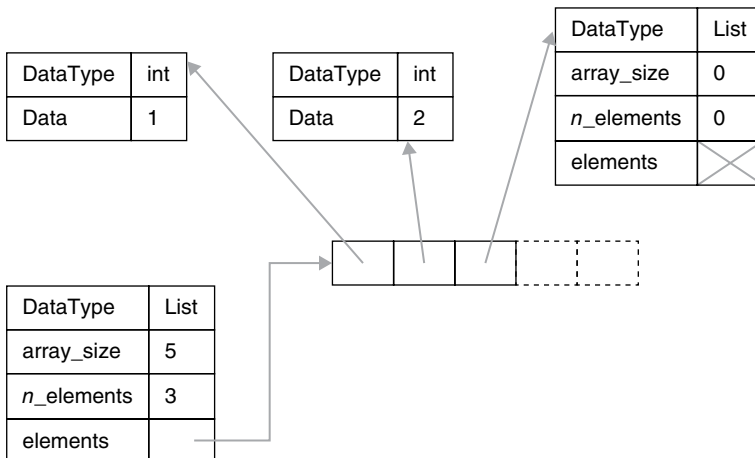 DataType int
Data 1
DataType int
Data 2
DataType List
array_size 0
n_elements 0
elements
DataType List
array_size 5
n_elements 3
elements